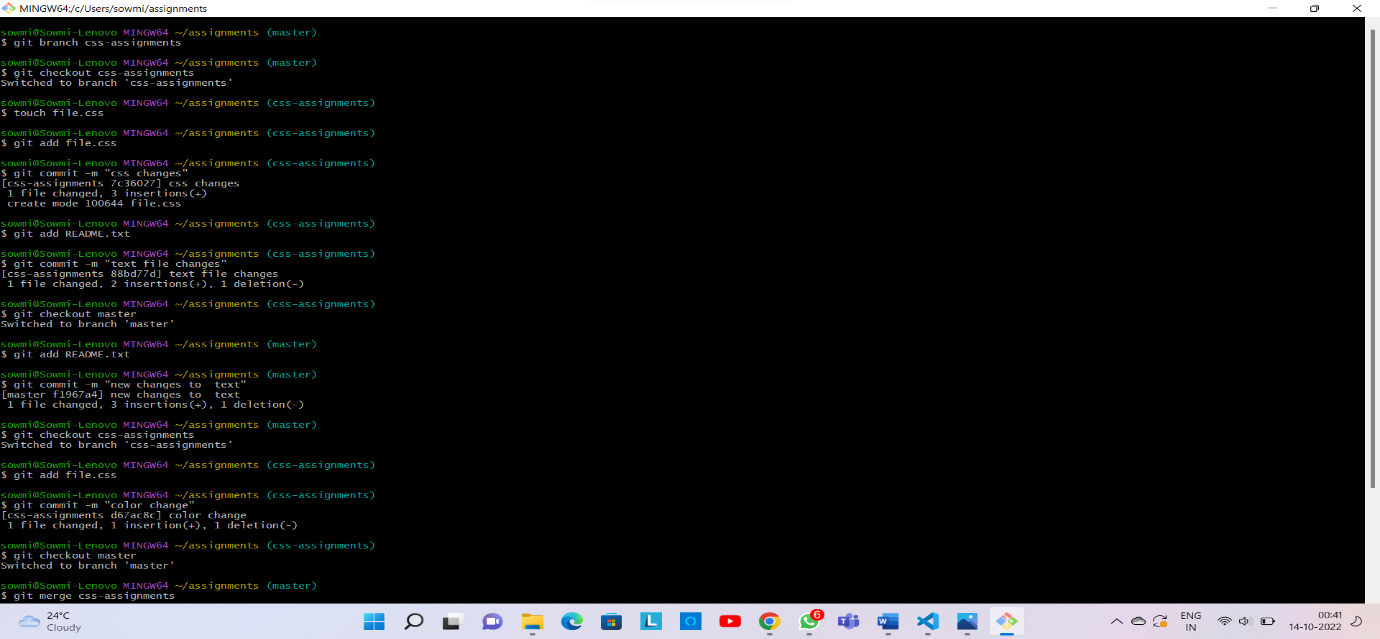 MINGW64:/c/Users/sowmi/assignments
sowmi@Sowmi-Lenovo MINGW64 ~/assignments (master)
$ git branch css-assignments
sowmi@Sowmi-Lenovo MINGW64 ~/assignments (master)
$ git checkout css-assignments
Switched to branch 'css-assignments'
sowmi@Sowmi-Lenovo MINGW64 ~/assignments (css-assignments)
$ touch file.css
sowmi@Sowmi-Lenovo MINGW64 ~/assignments (css-assignments)
$ git add file.css
sowmi@Sowmi-Lenovo MINGW64 ~/assignments (css-assignments)
$ git commit -m "css changes"
[css-assignments 7c36027] css changes
 1 file changed, 3 insertions(+)
 create mode 100644 file.css
sowmi@Sowmi-Lenovo MINGW64 ~/assignments (css-assignments)
$ git add README.txt
sowmi@Sowmi-Lenovo MINGW64 ~/assignments (css-assignments)
$ git commit -m "text file changes"
[css-assignments 88bd77d] text file changes
 1 file changed, 2 insertions(+), 1 deletion(-)
sowmi@Sowmi-Lenovo MINGW64 ~/assignments (css-assignments)
$ git checkout master
Switched to branch 'master'
sowmi@Sowmi-Lenovo MINGW64 ~/assignments (master)
$ git add README.txt
sowmi@Sowmi-Lenovo MINGW64 ~/assignments (master)
$ git commit -m "new changes to  text"
[master f1967a4] new changes to  text
 1 file changed, 3 insertions(+), 1 deletion(-)
sowmi@Sowmi-Lenovo MINGW64 ~/assignments (master)
$ git checkout css-assignments
Switched to branch 'css-assignments'
sowmi@Sowmi-Lenovo MINGW64 ~/assignments (css-assignments)
$ git add file.css
sowmi@Sowmi-Lenovo MINGW64 ~/assignments (css-assignments)
$ git commit -m "color change"
[css-assignments d67ac8c] color change
 1 file changed, 1 insertion(+), 1 deletion(-)
sowmi@Sowmi-Lenovo MINGW64 ~/assignments (css-assignments)
$ git checkout master
Switched to branch 'master'
sowmi@Sowmi-Lenovo MINGW64 ~/assignments (master)
$ git merge css-assignments
24°C
Cloudy
6
ENG
IN
00:41
14-10-2022